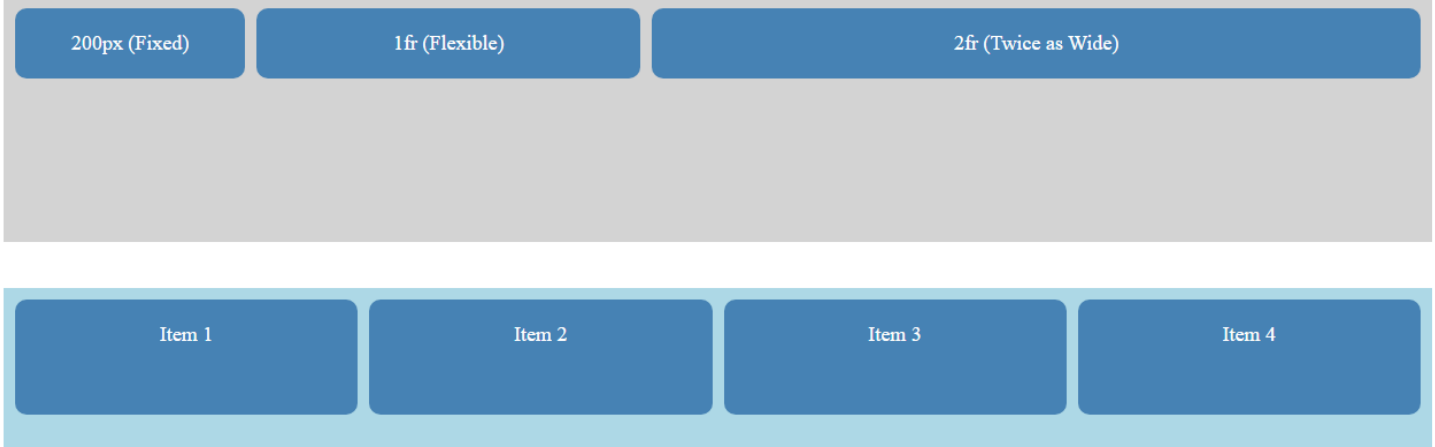 200px (Fixed)
1fr (Flexible)
2fr (Twice as Wide)
Item 1
Item 2
Item 3
Item 4